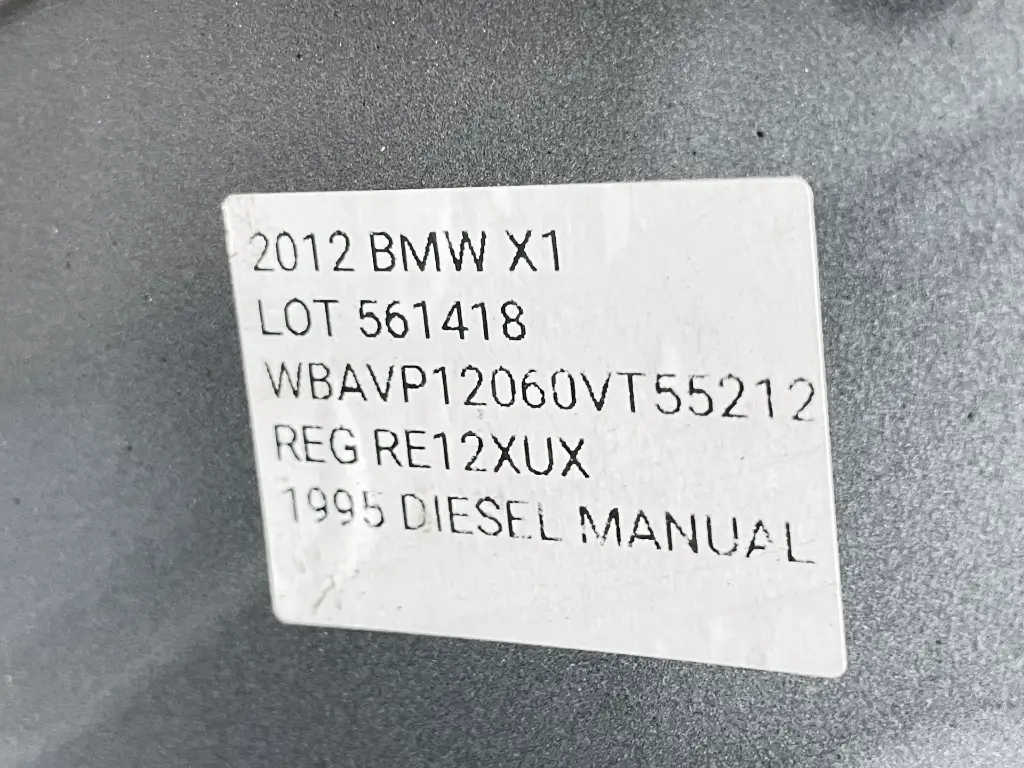 2012 BMW X1
LOT 561418
WBAVP12060VT55212
REG RE12XUX
1995 DIESEL MANUAL